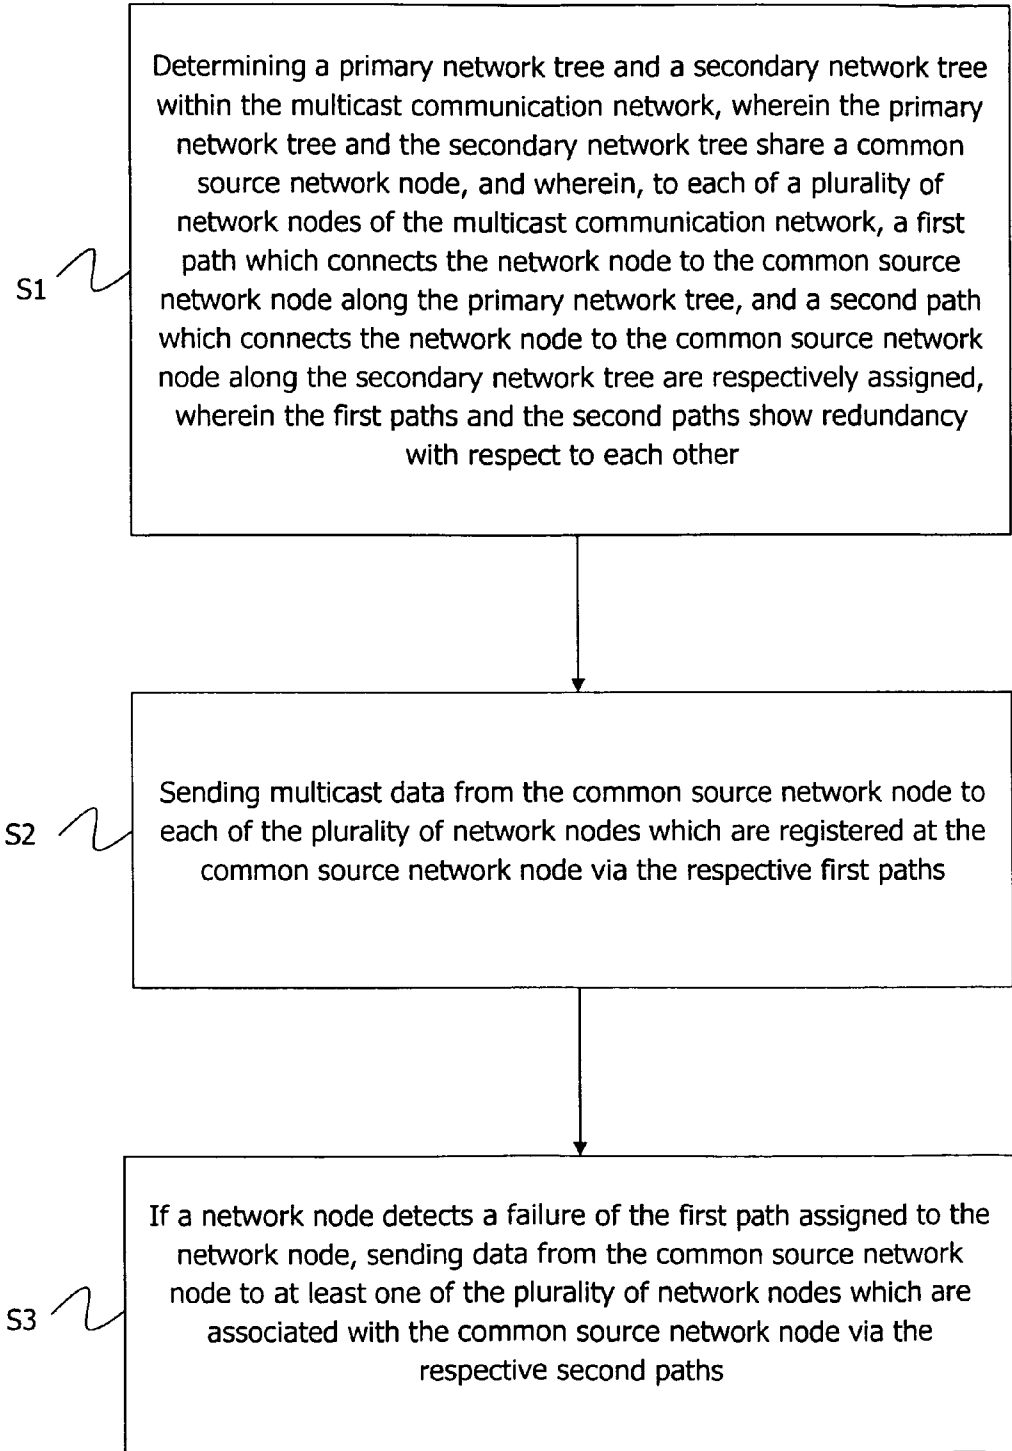 Determining a primary network tree and a secondary network tree
within the multicast communication network, wherein the primary
network tree and the secondary network tree share a common
source network node, and wherein, to each of a plurality of
network nodes of the multicast communication network, a first
path which connects the network node to the common source
network node along the primary network tree, and a second path
which connects the network node to the common source network
node along the secondary network tree are respectively assigned,
wherein the first paths and the second paths show redundancy
with respect to each other
S1
Sending multicast data from the common source network node to
each of the plurality of network nodes which are registered at the
common source network node via the respective first paths
S2
If a network node detects a failure of the first path assigned to the
network node, sending data from the common source network
node to at least one of the plurality of network nodes which are
associated with the common source network node via the
respective second paths
S3